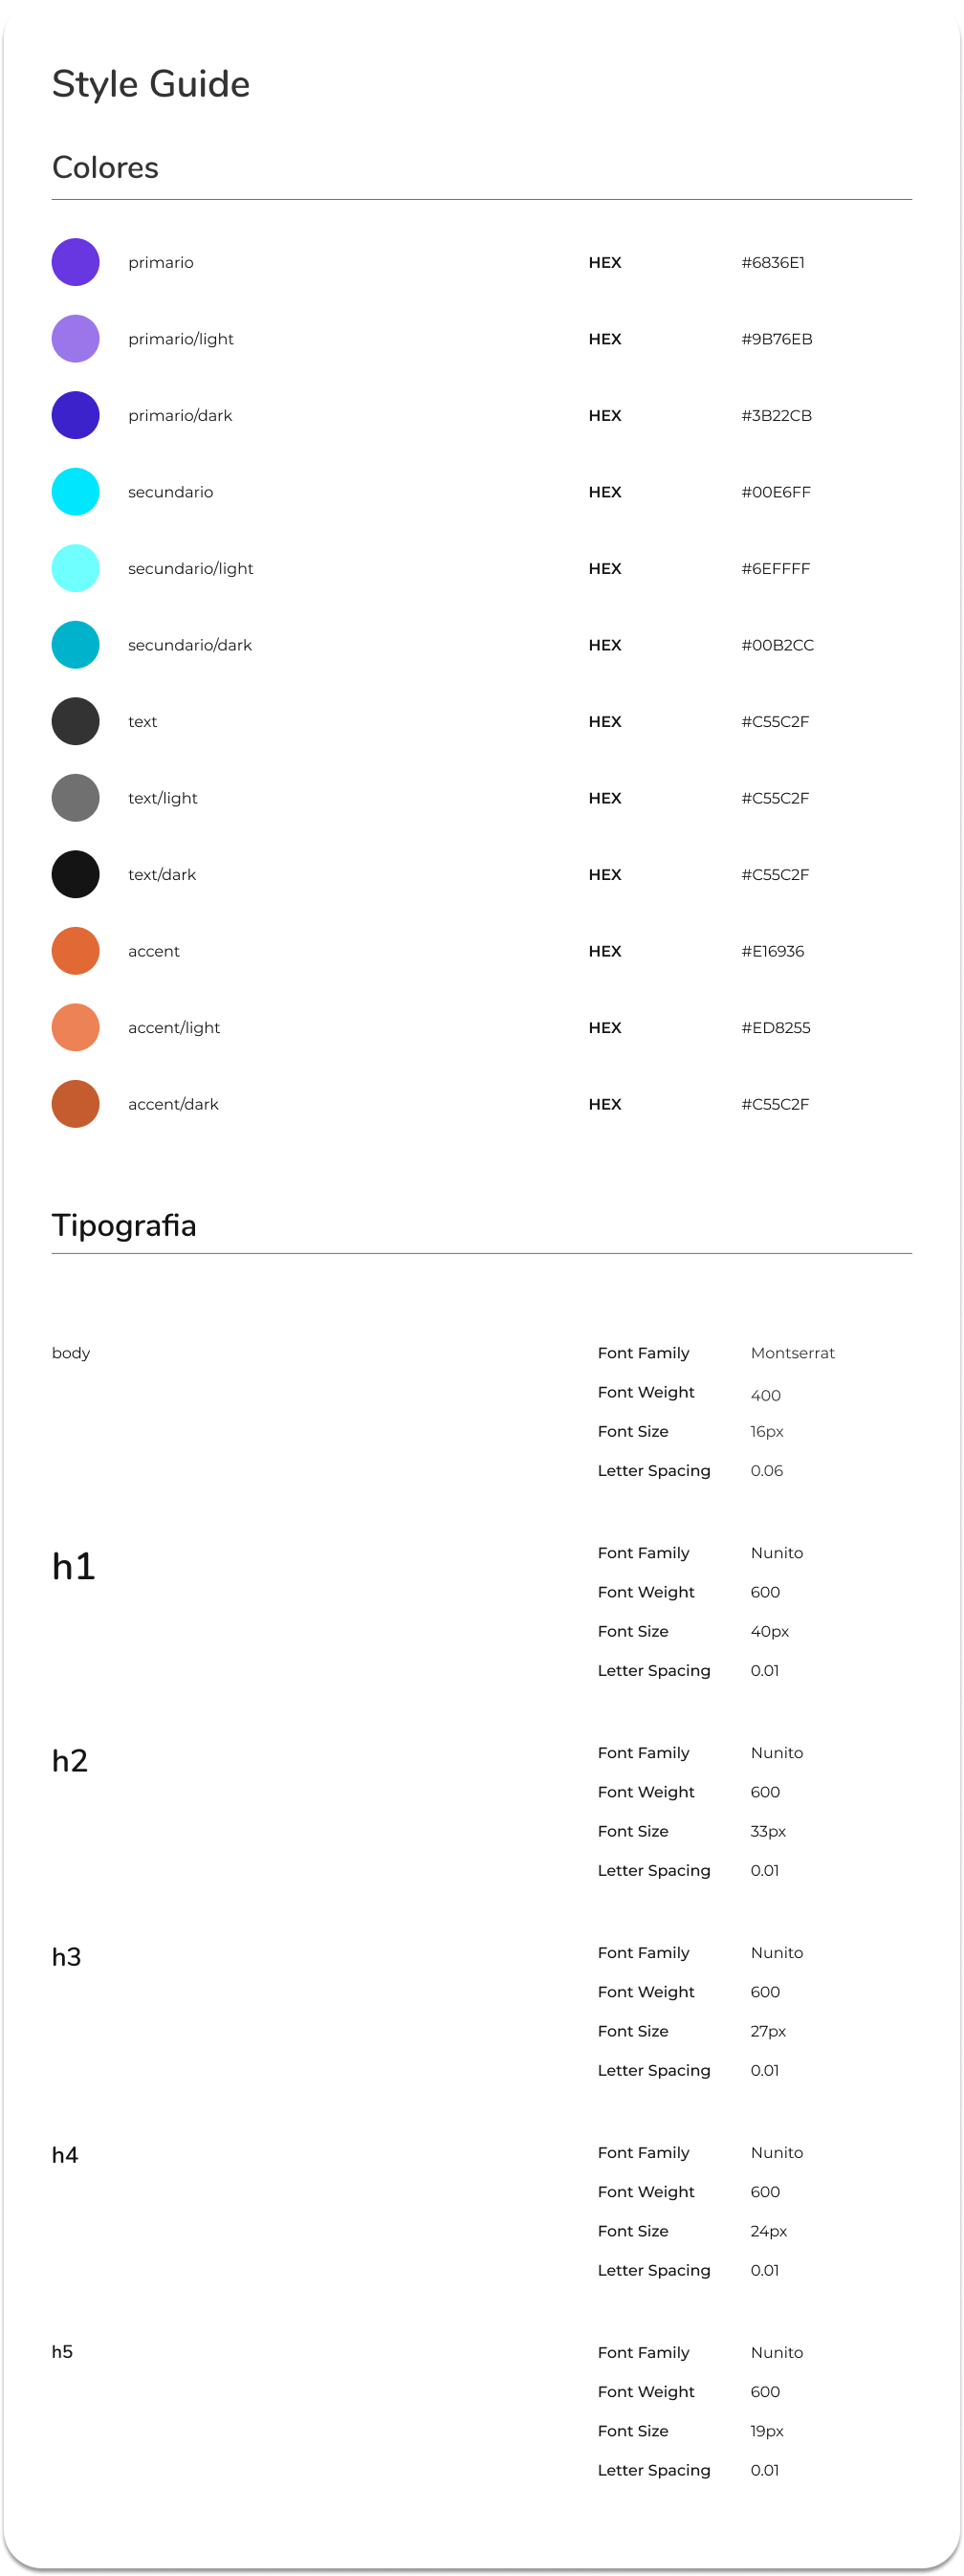 Style Guide
Colores
primario HEX #6836E1
primario/light HEX #9B76EB
primario/dark HEX #3B22CB
secundario HEX #00E6FF
secundario/light HEX #6EFFFF
secundario/dark HEX #00B2CC
text HEX #C55C2F
text/light HEX #C55C2F
text/dark HEX #C55C2F
accent HEX #E16936
accent/light HEX #ED8255
accent/dark HEX #C55C2F
Tipografia
body Font Family Montserrat
Font Weight 400
Font Size 16px
Letter Spacing 0.06
h1 Font Family Nunito
Font Weight 600
Font Size 40px
Letter Spacing 0.01
h2 Font Family Nunito
Font Weight 600
Font Size 33px
Letter Spacing 0.01
h3 Font Family Nunito
Font Weight 600
Font Size 27px
Letter Spacing 0.01
h4 Font Family Nunito
Font Weight 600
Font Size 24px
Letter Spacing 0.01
h5 Font Family Nunito
Font Weight 600
Font Size 19px
Letter Spacing 0.01